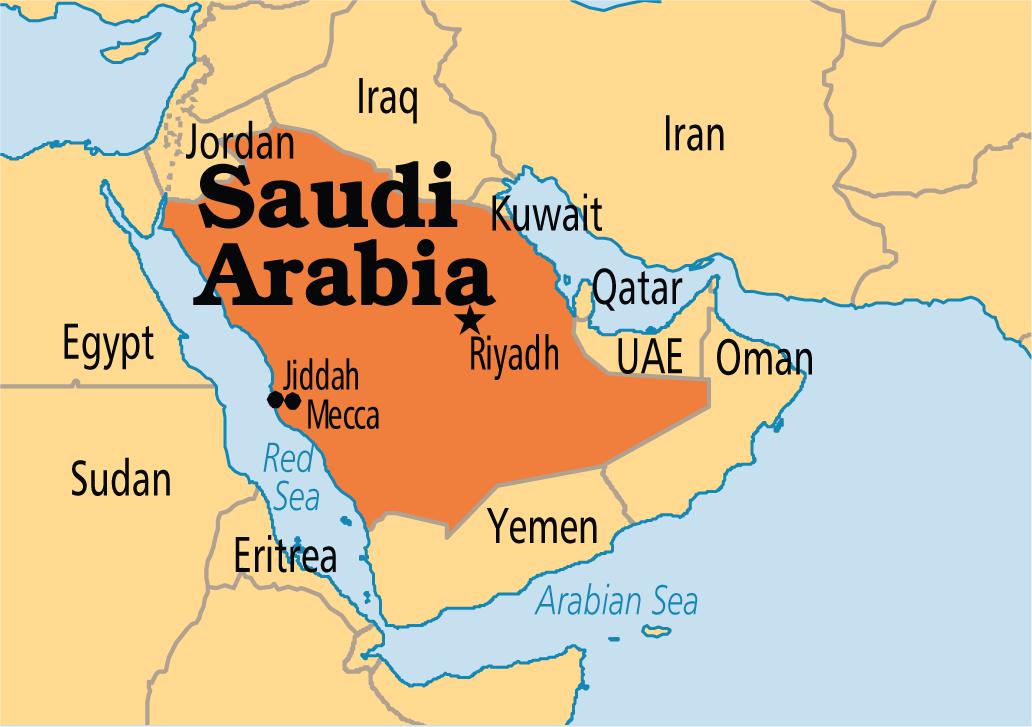 Iraq
Iran
Jordan
Saudi
Arabia
Kuwait
Qatar
Egypt
Riyadh
UAE
Oman
Jiddah
Mecca
Red
Sea
Sudan
Yemen
Eritrea
Arabian Sea